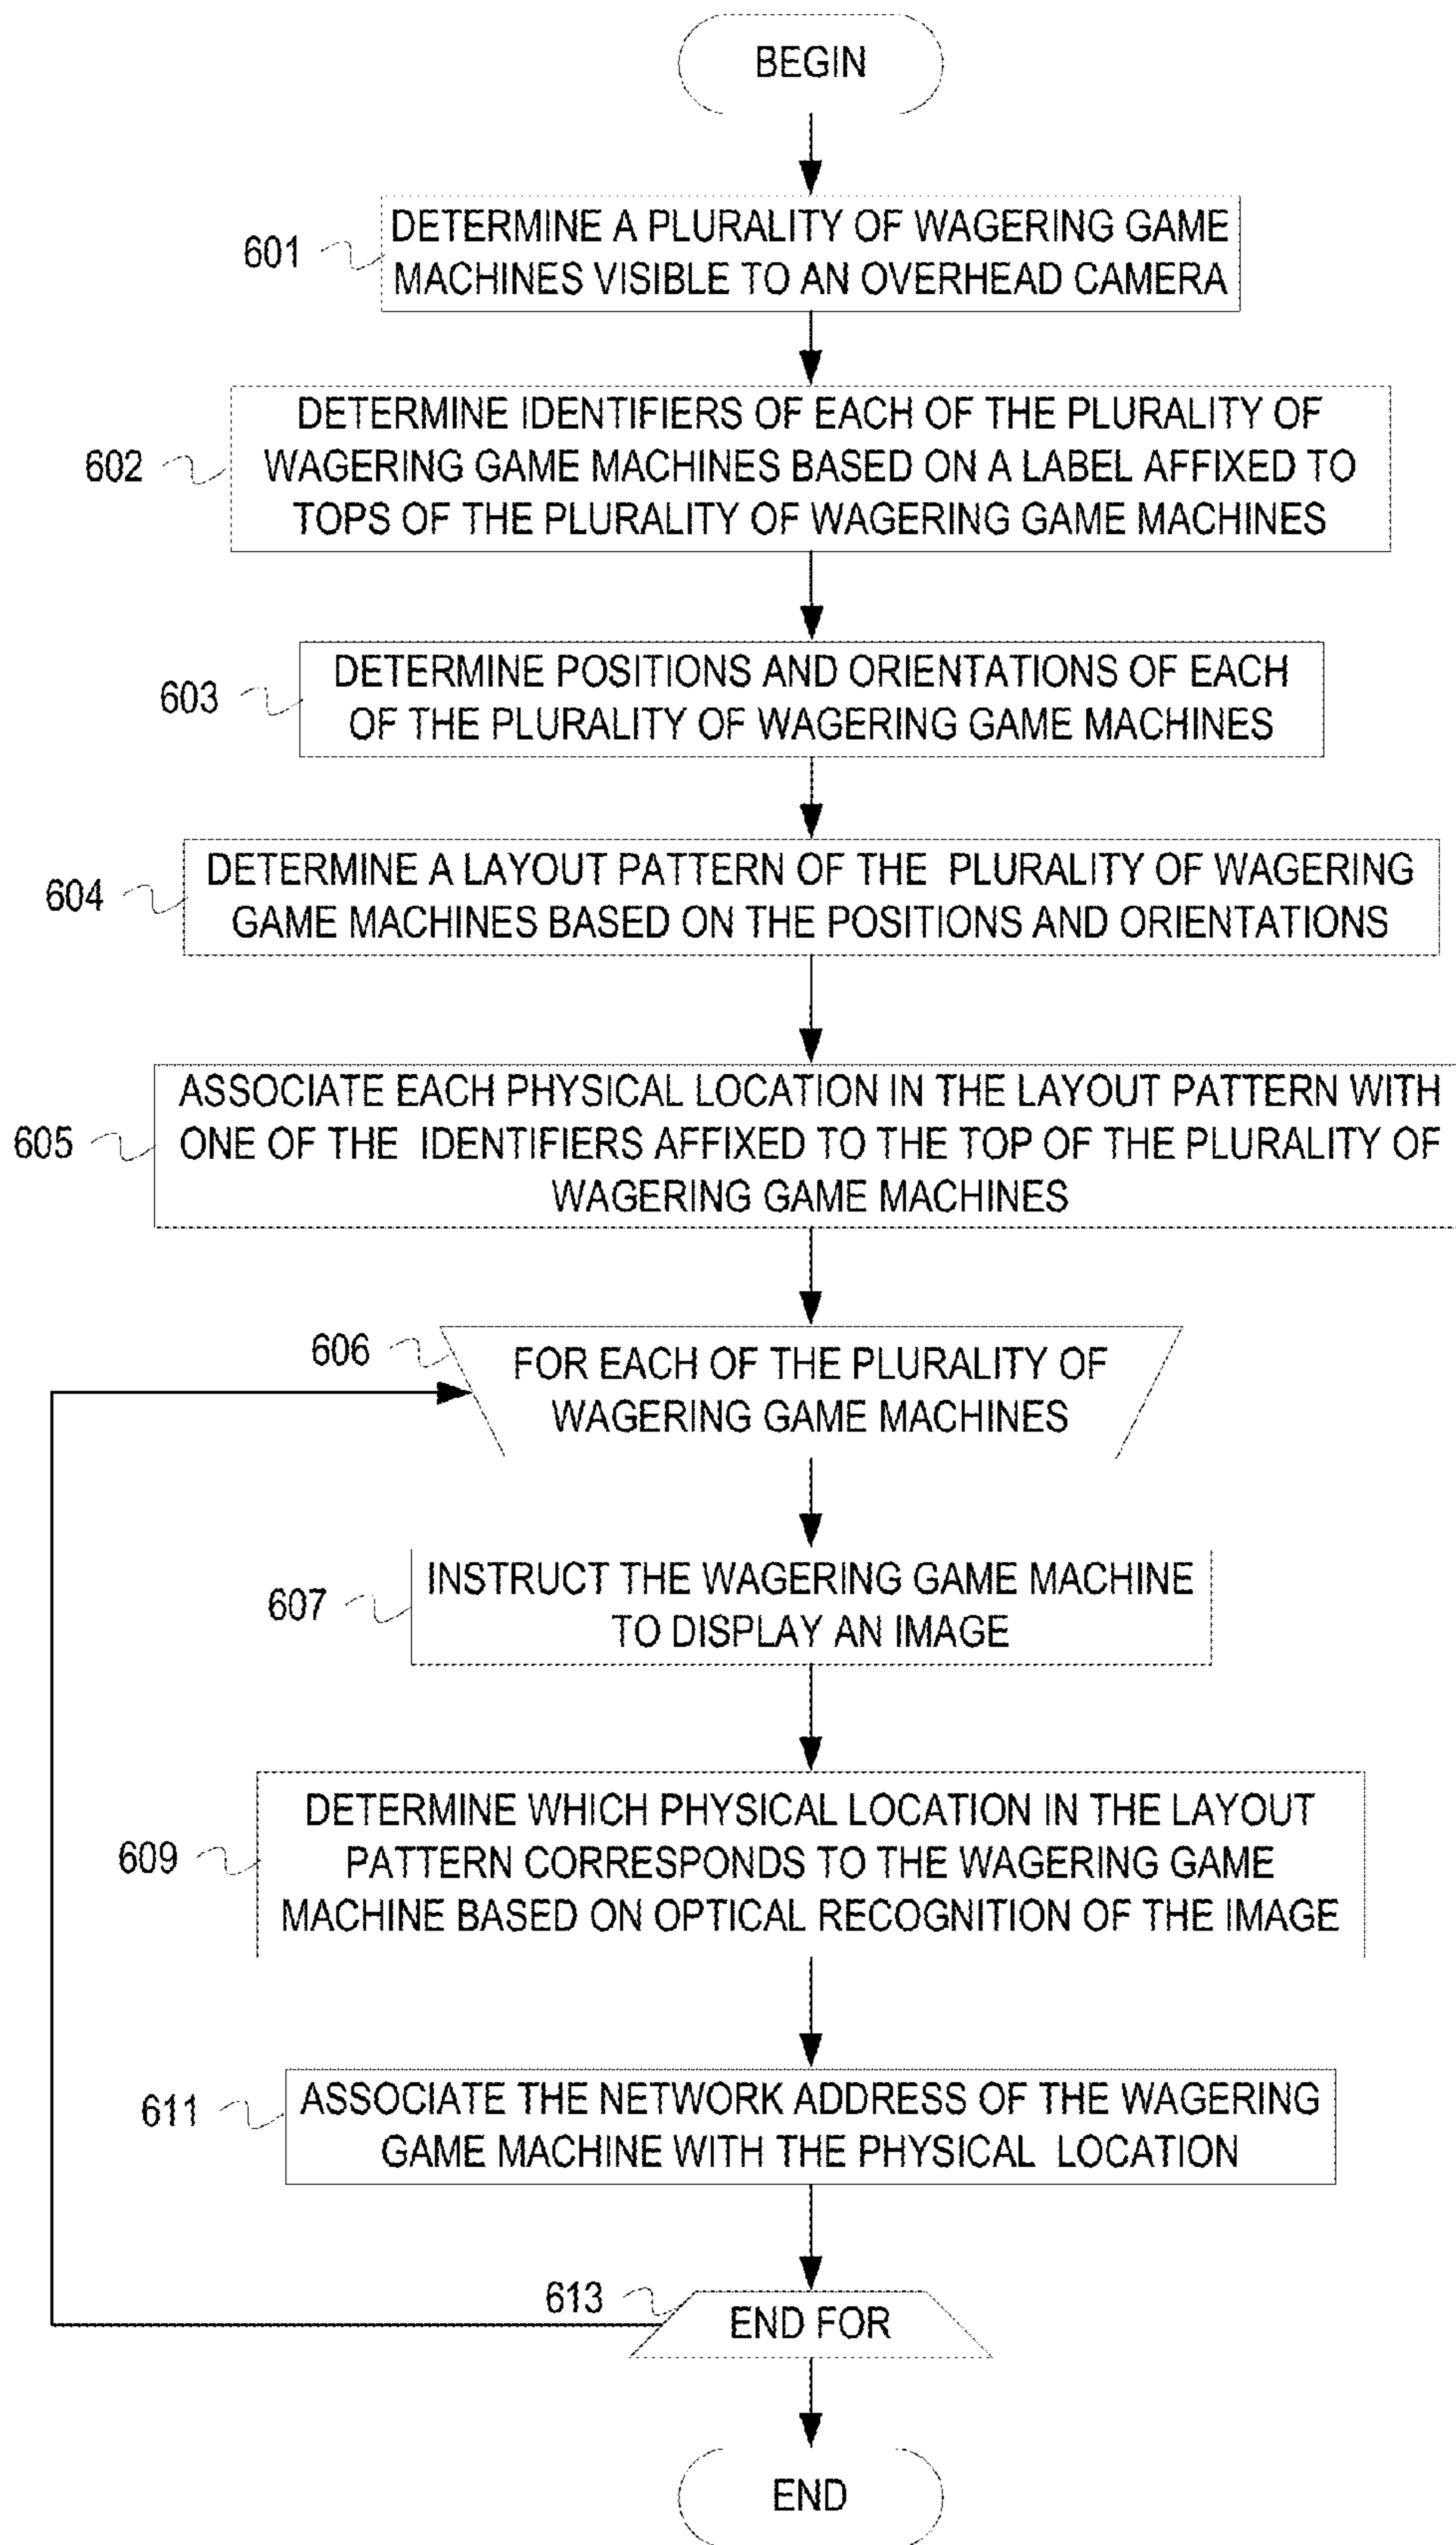 BEGIN
601
DETERMINE A PLURALITY OF WAGERING GAME
MACHINES VISIBLE TO AN OVERHEAD CAMERA
602
DETERMINE IDENTIFIERS OF EACH OF THE PLURALITY OF
WAGERING GAME MACHINES BASED ON A LABEL AFFIXED TO
TOPS OF THE PLURALITY OF WAGERING GAME MACHINES
603
DETERMINE POSITIONS AND ORIENTATIONS OF EACH
OF THE PLURALITY OF WAGERING GAME MACHINES
604
DETERMINE A LAYOUT PATTERN OF THE PLURALITY OF WAGERING
GAME MACHINES BASED ON THE POSITIONS AND ORIENTATIONS
605
ASSOCIATE EACH PHYSICAL LOCATION IN THE LAYOUT PATTERN WITH
ONE OF THE IDENTIFIERS AFFIXED TO THE TOP OF THE PLURALITY OF
WAGERING GAME MACHINES
606
FOR EACH OF THE PLURALITY OF
WAGERING GAME MACHINES
607
INSTRUCT THE WAGERING GAME MACHINE
TO DISPLAY AN IMAGE
609
DETERMINE WHICH PHYSICAL LOCATION IN THE LAYOUT
PATTERN CORRESPONDS TO THE WAGERING GAME
MACHINE BASED ON OPTICAL RECOGNITION OF THE IMAGE
611
ASSOCIATE THE NETWORK ADDRESS OF THE WAGERING
GAME MACHINE WITH THE PHYSICAL LOCATION
613
END FOR
END